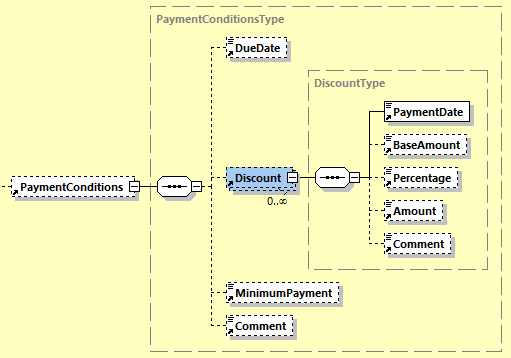 PaymentConditionsType
DueDate
DiscountType
PaymentDate
BaseAmount
PaymentConditions
Discount
0..∞
Percentage
Amount
Comment
MinimumPayment
Comment